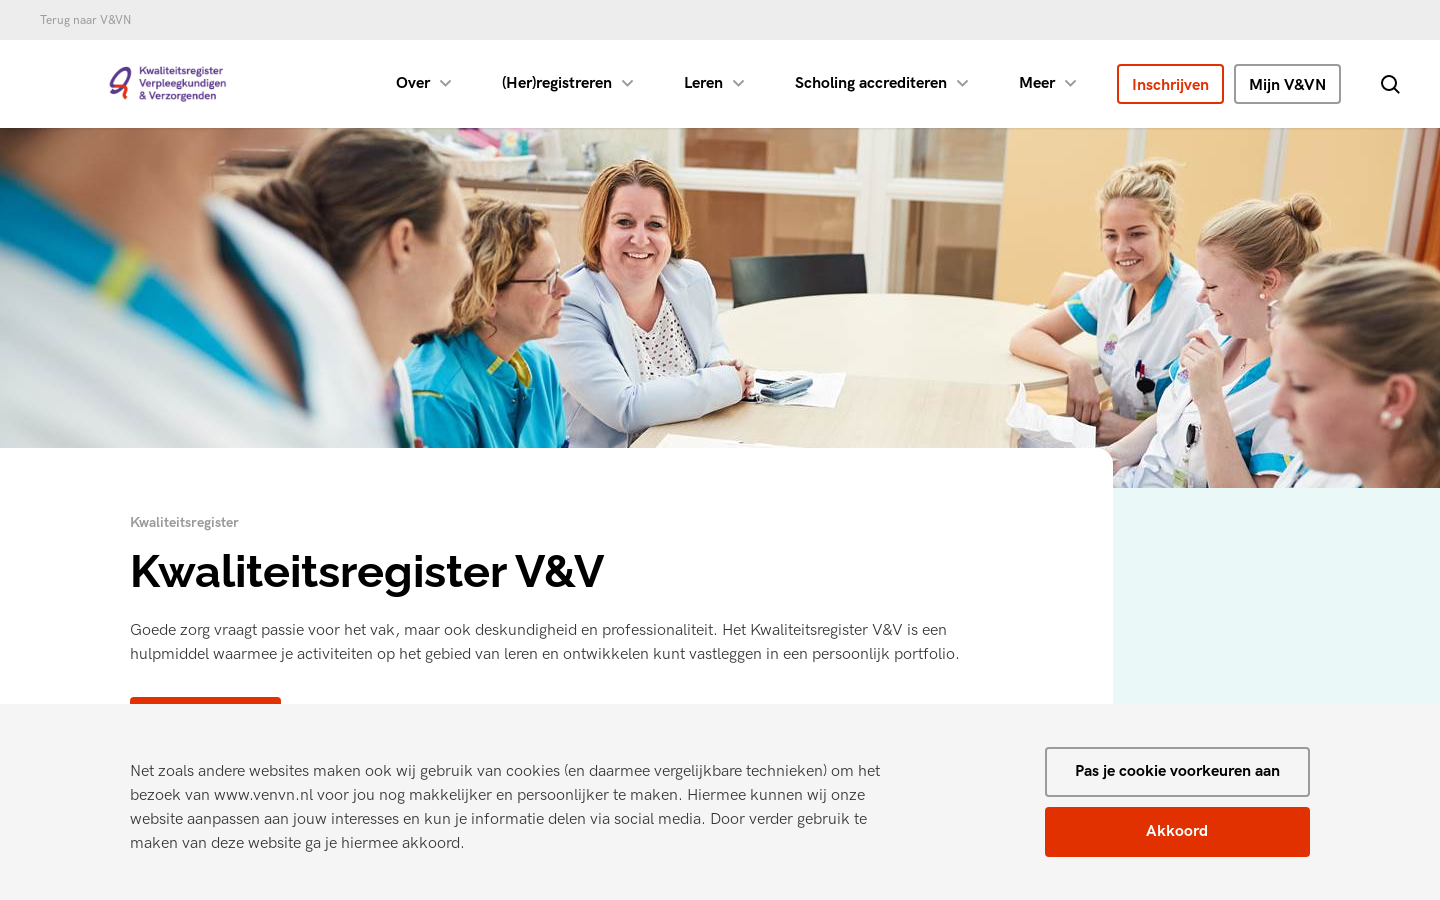 Terug naar V&VN
Kwaliteitsregister
Verpleegkundigen
& Verzorgenden
Over
(Her)registreren
Leren
Scholing accrediteren
Meer
Inschrijven
Mijn V&VN
Kwaliteitsregister
Kwaliteitsregister V&V
Goede zorg vraagt passie voor het vak, maar ook deskundigheid en professionaliteit. Het Kwaliteitsregister V&V is een
hulpmiddel waarmee je activiteiten op het gebied van leren en ontwikkelen kunt vastleggen in een persoonlijk portfolio.
Net zoals andere websites maken ook wij gebruik van cookies (en daarmee vergelijkbare technieken) om het
bezoek van www.venvn.nl voor jou nog makkelijker en persoonlijker te maken. Hiermee kunnen wij onze
website aanpassen aan jouw interesses en kun je informatie delen via social media. Door verder gebruik te
maken van deze website ga je hiermee akkoord.
Pas je cookie voorkeuren aan
Akkoord